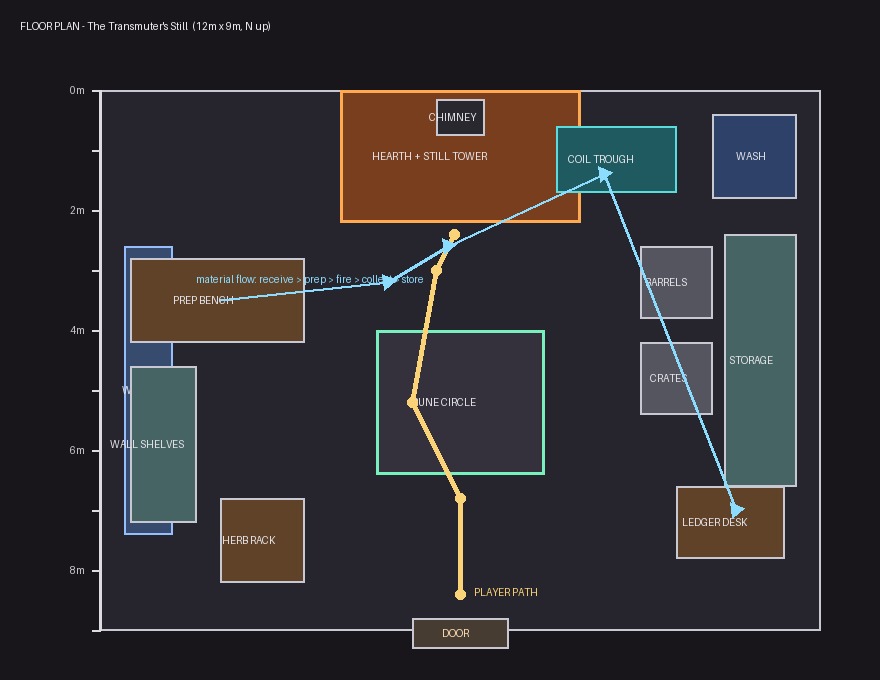 FLOOR PLAN - The Transmuter's Still (12m x 9m, N up)
0m
CHIMNEY
HEARTH + STILL TOWER
COIL TROUGH
WASH
2m
material flow: receive > prep > fire > collect > store
BARRELS
PREP BENCH
4m
STORAGE
CRATES
W
UNE CIRCLE
WALL SHELVES
6m
LEDGER DESK
HERB RACK
8m
PLAYER PATH
DOOR